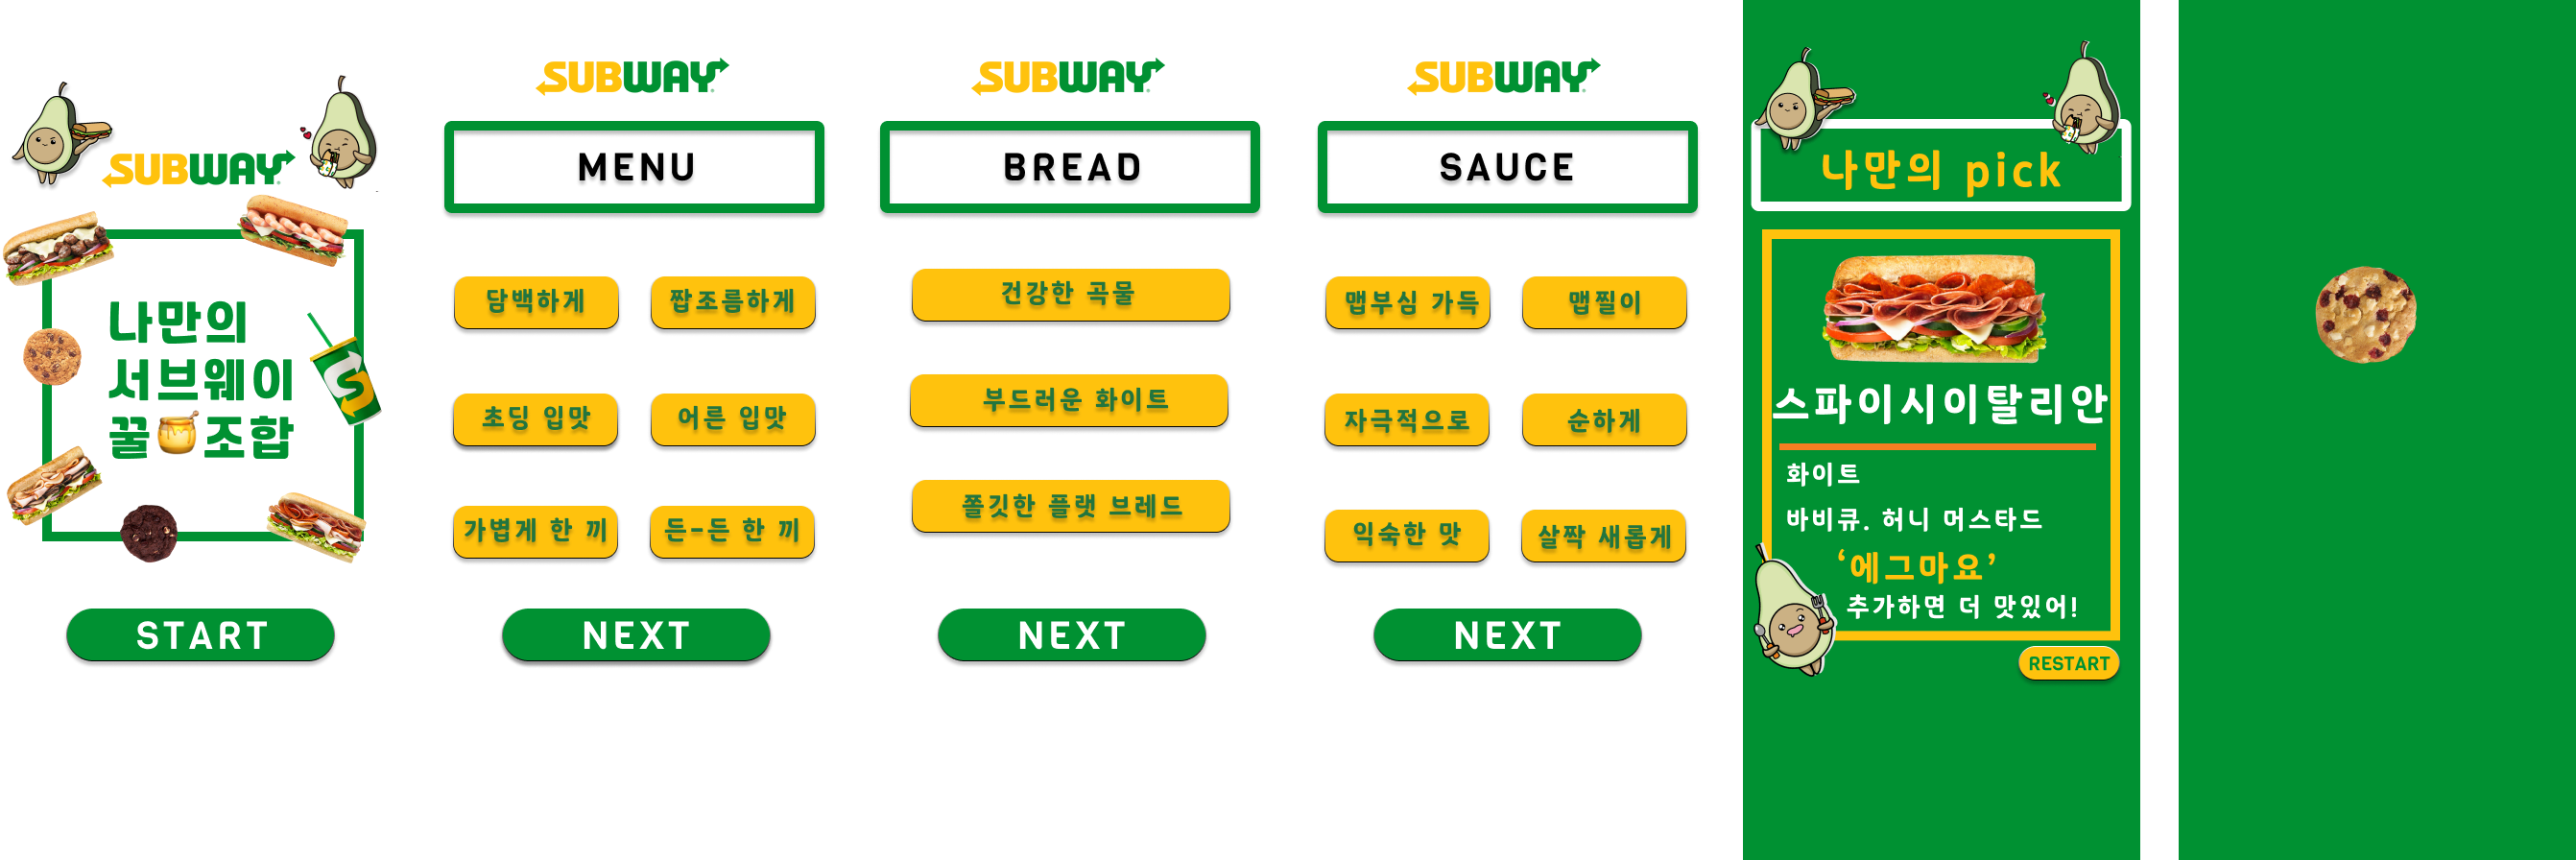 SUBWAY
나만의
서브웨이
꿀🍯조합
START
SUBWAY
MENU
담백하게 짭조름하게
초딩 입맛 어른 입맛
가볍게 한 끼 든-든 한 끼
NEXT
SUBWAY
BREAD
건강한 곡물
부드러운 화이트
쫄깃한 플랫 브레드
NEXT
SUBWAY
SAUCE
맵부심 가득 맵찔이
자극적으로 순하게
익숙한 맛 살짝 새롭게
NEXT
나만의 pick
스파이시이탈리안
화이트
바비큐. 허니 머스타드
‘에그마요’
추가하면 더 맛있어!
RESTART